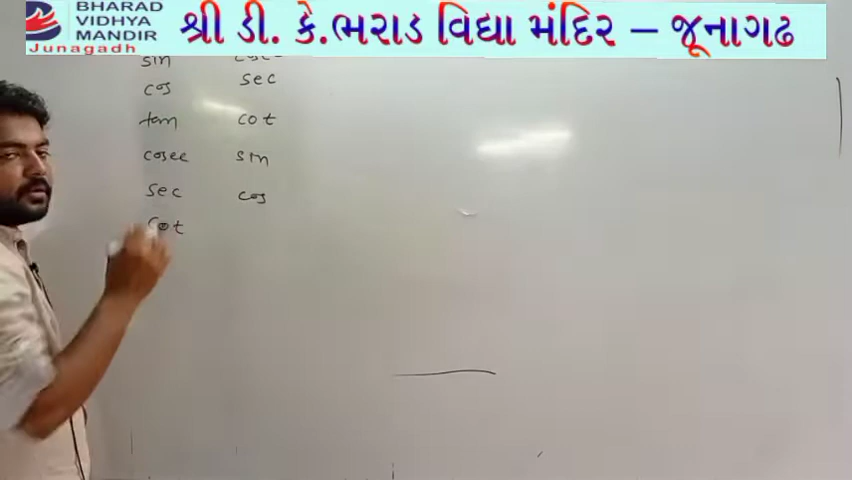 BHARAD
VIDHYA
MANDIR
Junagadh
શ્રી ડી. કે.ભરાડ વિદ્યા મંદિર – જૂનાગઢ
sin
cos sec
tan cot
cosec sin
sec cos
cot